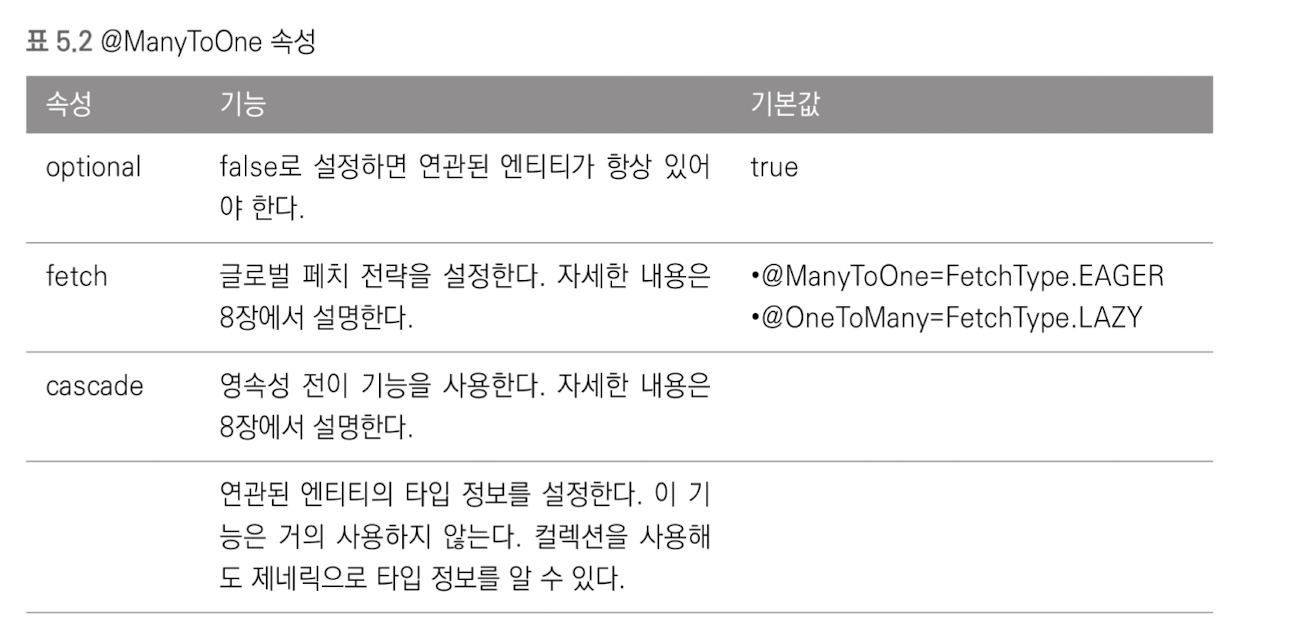 표 5.2 @ManyToOne 속성
속성 기능 기본값
optional false로 설정하면 연관된 엔티티가 항상 있어 true
야 한다.
fetch 글로벌 페치 전략을 설정한다. 자세한 내용은 •@ManyToOne=FetchType.EAGER
8장에서 설명한다. •@OneToMany=FetchType.LAZY
cascade 영속성 전이 기능을 사용한다. 자세한 내용은
8장에서 설명한다.
연관된 엔티티의 타입 정보를 설정한다. 이 기
능은 거의 사용하지 않는다. 컬렉션을 사용해
도 제네릭으로 타입 정보를 알 수 있다.